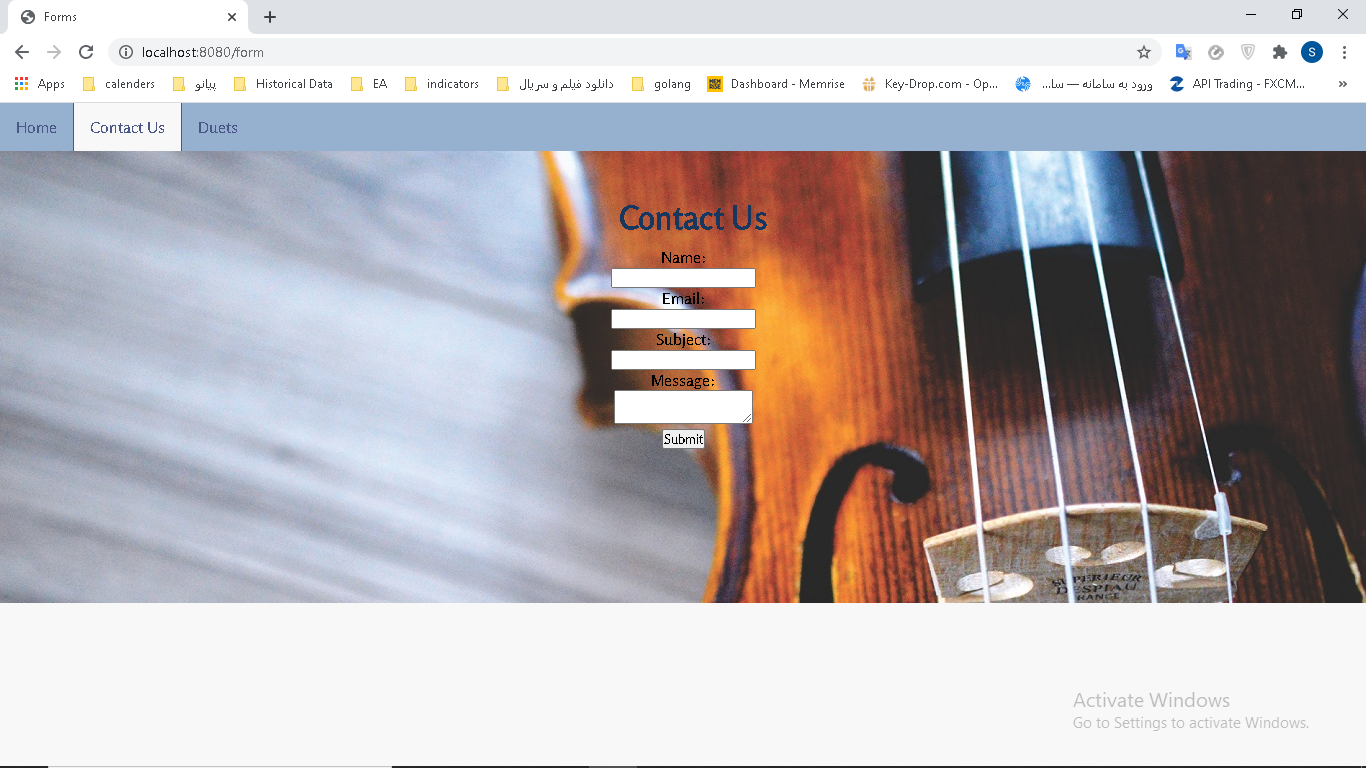 Forms
localhost:8080/form
S
Apps calenders پیانو Historical Data EA indicators دانلود فیلم و سریال golang Dashboard - Memrise Key-Drop.com - Op... ورود به سامانه — سا... API Trading - FXCM... »
Home Contact Us Duets
Contact Us
Name:
Email:
Subject:
Message:
Submit
SUPERIEUR
DESPIAU
FRANCE
Activate Windows
Go to Settings to activate Windows.